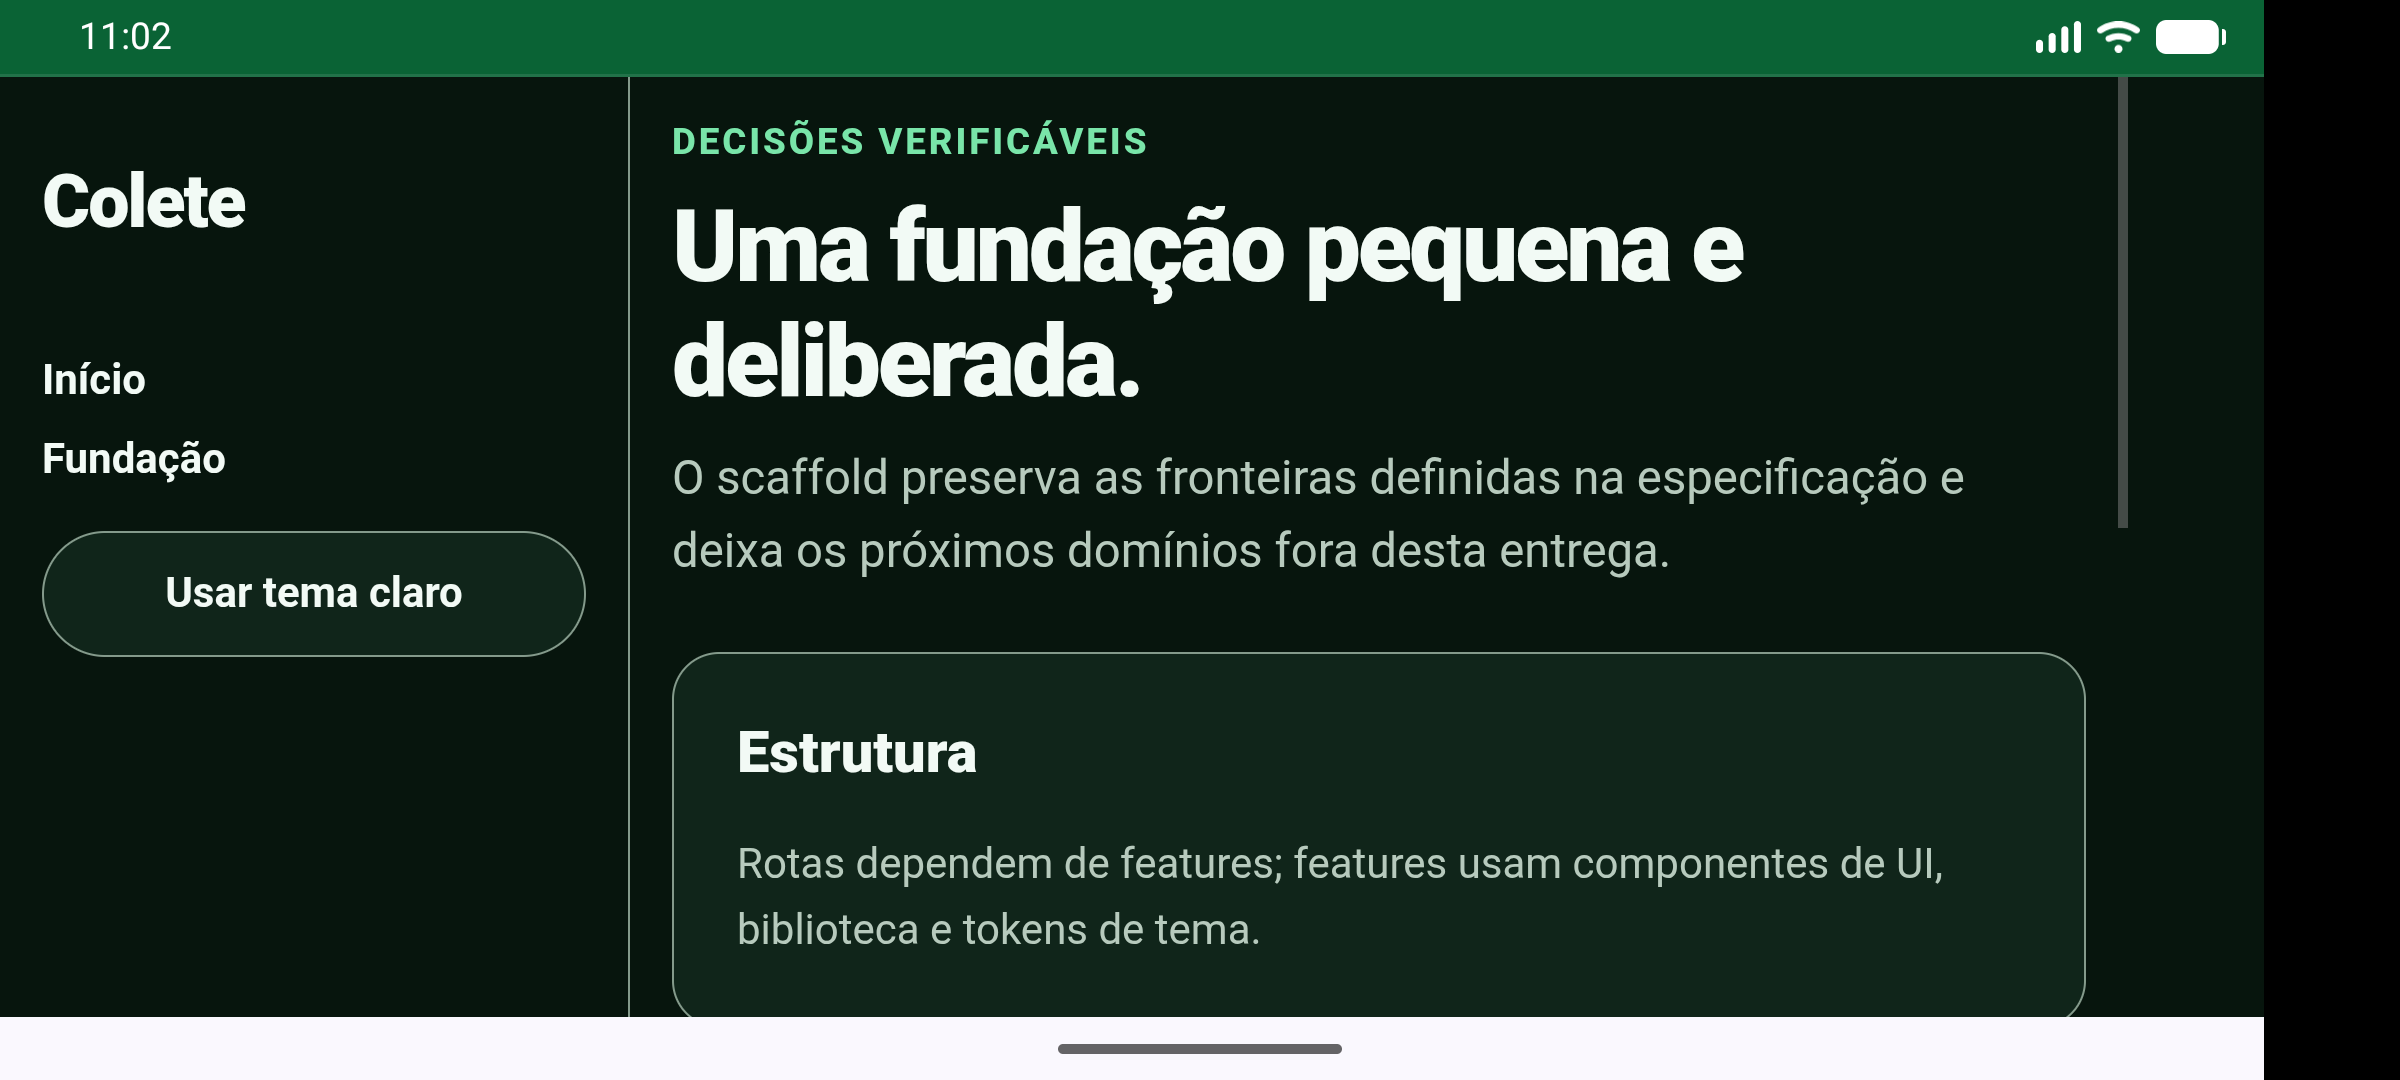 11:02
Colete
Início
Fundação
Usar tema claro
DECISÕES VERIFICÁVEIS
Uma fundação pequena e
deliberada.
O scaffold preserva as fronteiras definidas na especificação e
deixa os próximos domínios fora desta entrega.
Estrutura
Rotas dependem de features; features usam componentes de UI,
biblioteca e tokens de tema.